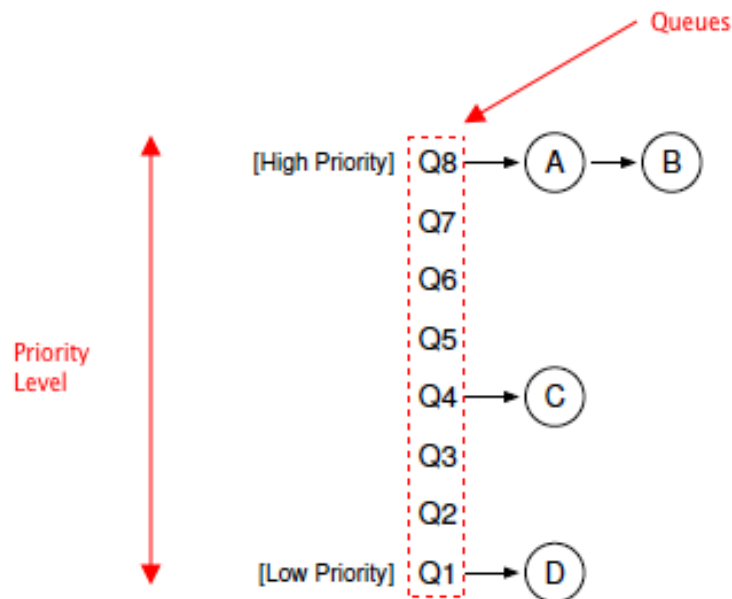 Queues
[High Priority] Q8 A B
Q7
Q6
Q5
Priority
Level
Q4 C
Q3
Q2
[Low Priority] Q1 D